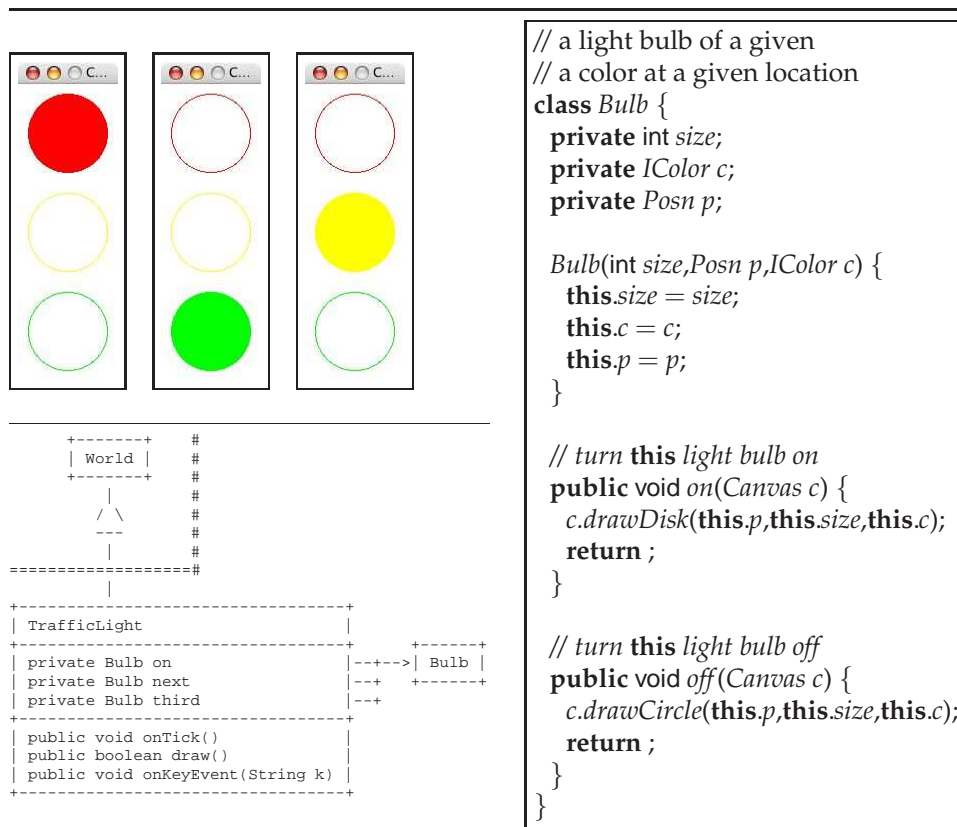 C...
C...
C...
+-------+    #
| World |    #
+-------+    #
|        #
/ \       #
---       #
|        #
===================#
|
+----------------------------------+
| TrafficLight                     |
+----------------------------------+      +------+
| private Bulb on                  |--+-->| Bulb |
| private Bulb next                |--+   +------+
| private Bulb third               |--+
+----------------------------------+
| public void onTick()             |
| public boolean draw()            |
| public void onKeyEvent(String k) |
+----------------------------------+
// a light bulb of a given
// a color at a given location
class Bulb {
private int size;
private IColor c;
private Posn p;
Bulb(int size,Posn p,IColor c) {
this.size = size;
this.c = c;
this.p = p;
}
// turn this light bulb on
public void on(Canvas c) {
c.drawDisk(this.p,this.size,this.c);
return ;
}
// turn this light bulb off
public void off(Canvas c) {
c.drawCircle(this.p,this.size,this.c);
return ;
}
}